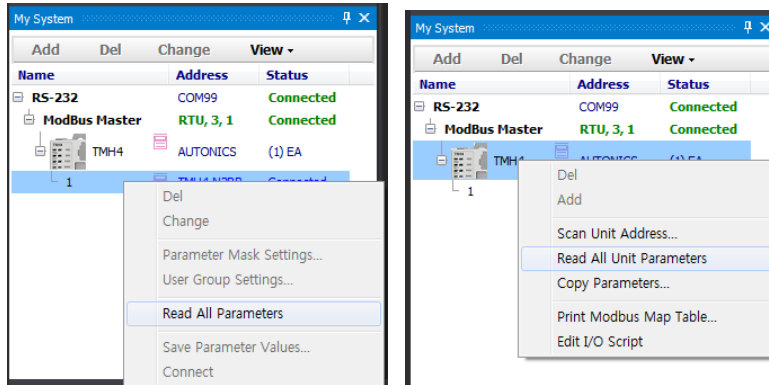 My System
Add Del Change View
Name Address Status
RS-232 COM99 Connected
ModBus Master RTU, 3, 1 Connected
TMH4 AUTONICS (1) EA
1
Del
Change
Parameter Mask Settings...
User Group Settings...
Read All Parameters
Save Parameter Values...
Connect
My System
Add Del Change View
Name Address Status
RS-232 COM99 Connected
ModBus Master RTU, 3, 1 Connected
TMH4 AUTONICS (1) EA
1
Del
Add
Scan Unit Address...
Read All Unit Parameters
Copy Parameters...
Print Modbus Map Table...
Edit I/O Script